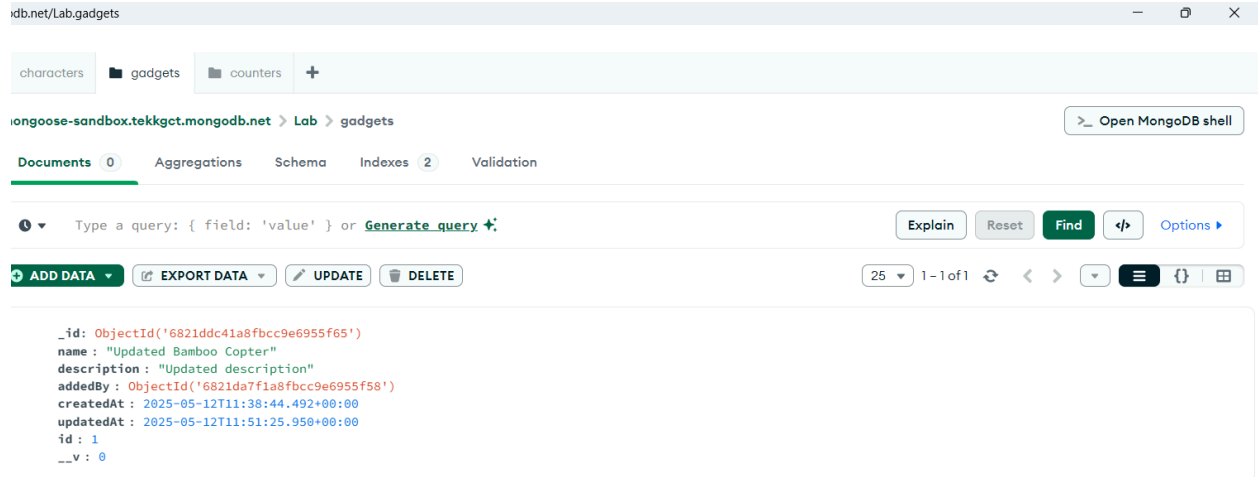 odb.net/Lab.gadgets
characters gadgets counters
mongoose-sandbox.tekkgct.mongodb.net > Lab > gadgets
>_ Open MongoDB shell
Documents 0 Aggregations Schema Indexes 2 Validation
Type a query: { field: 'value' } or Generate query
Explain Reset Find </> Options
ADD DATA EXPORT DATA UPDATE DELETE
25 1 – 1 of 1 {}
_id: ObjectId('6821ddc41a8fbcc9e6955f65')
name : "Updated Bamboo Copter"
description : "Updated description"
addedBy : ObjectId('6821da7f1a8fbcc9e6955f58')
createdAt : 2025-05-12T11:38:44.492+00:00
updatedAt : 2025-05-12T11:51:25.950+00:00
id : 1
__v : 0